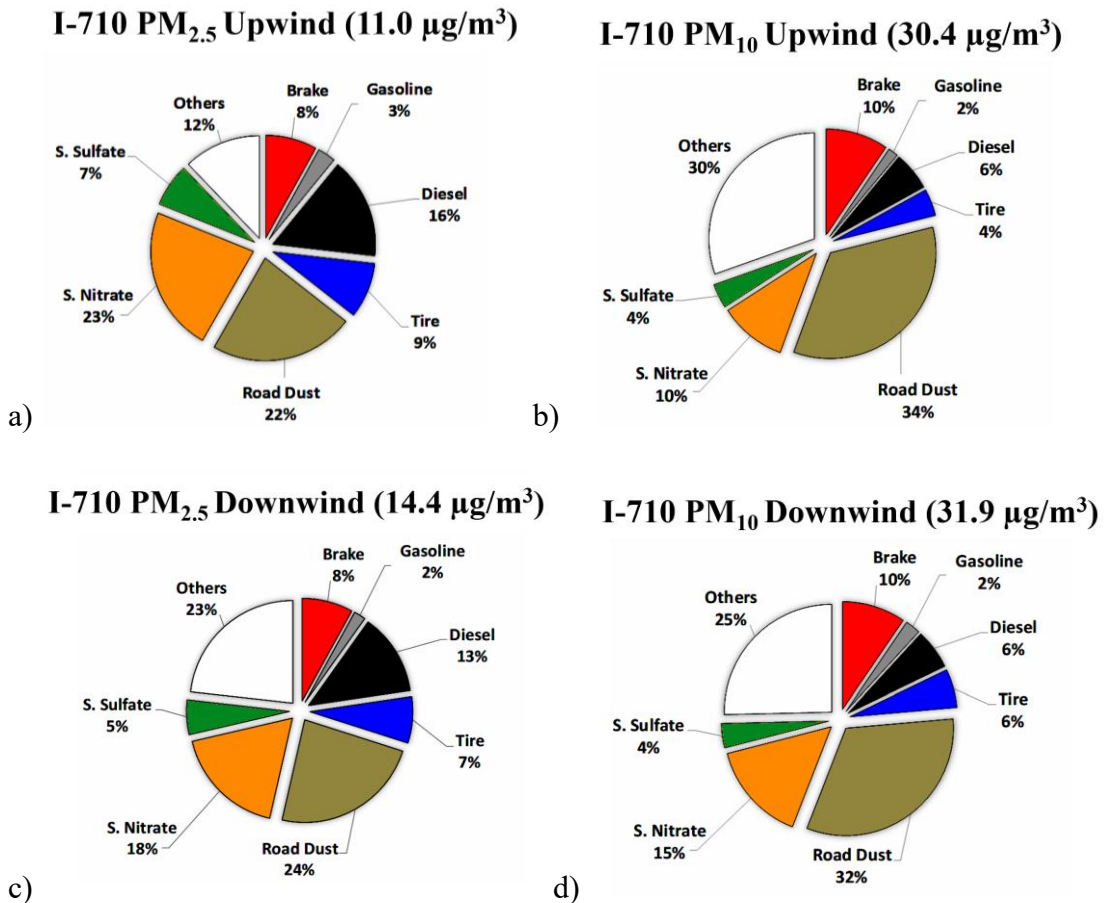 I-710 PM₂.₅ Upwind (11.0 µg/m³)
Brake
8%
Gasoline
3%
Diesel
16%
Tire
9%
Road Dust
22%
S. Nitrate
23%
S. Sulfate
7%
Others
12%
a)
I-710 PM₁₀ Upwind (30.4 µg/m³)
Brake
10%
Gasoline
2%
Diesel
6%
Tire
4%
Road Dust
34%
S. Nitrate
10%
S. Sulfate
4%
Others
30%
b)
I-710 PM₂.₅ Downwind (14.4 µg/m³)
Brake
8%
Gasoline
2%
Diesel
13%
Tire
7%
Road Dust
24%
S. Nitrate
18%
S. Sulfate
5%
Others
23%
c)
I-710 PM₁₀ Downwind (31.9 µg/m³)
Brake
10%
Gasoline
2%
Diesel
6%
Tire
6%
Road Dust
32%
S. Nitrate
15%
S. Sulfate
4%
Others
25%
d)